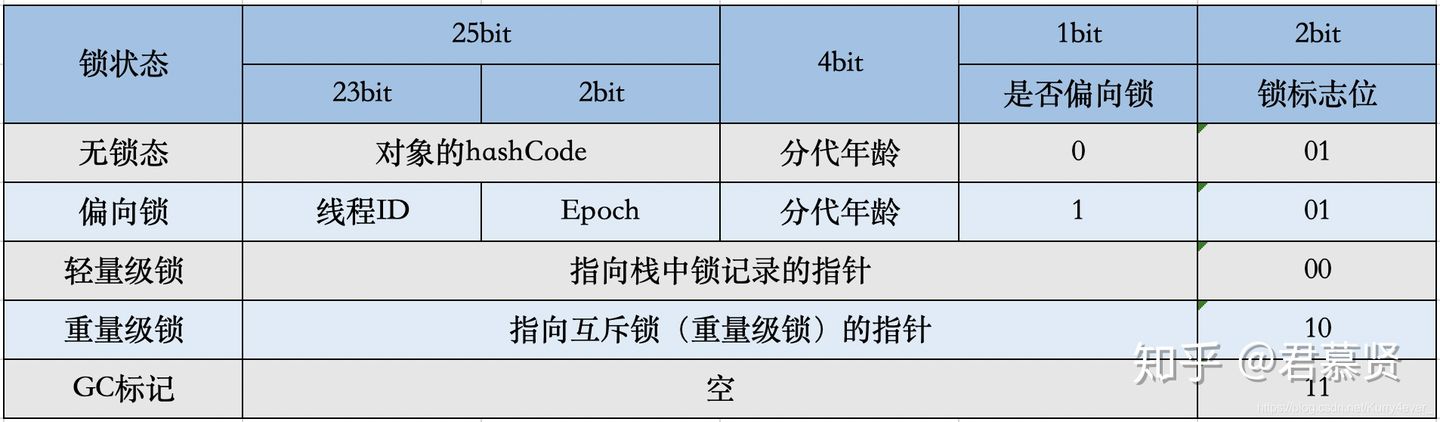 锁状态 25bit 4bit 1bit 2bit
23bit 2bit 是否偏向锁 锁标志位
无锁态 对象的hashCode 分代年龄 0 01
偏向锁 线程ID Epoch 分代年龄 1 01
轻量级锁 指向栈中锁记录的指针 00
重量级锁 指向互斥锁（重量级锁）的指针 10
GC标记 空 11
知乎 @君慕贤
https://blog.csdn.net/Kurry4ever_